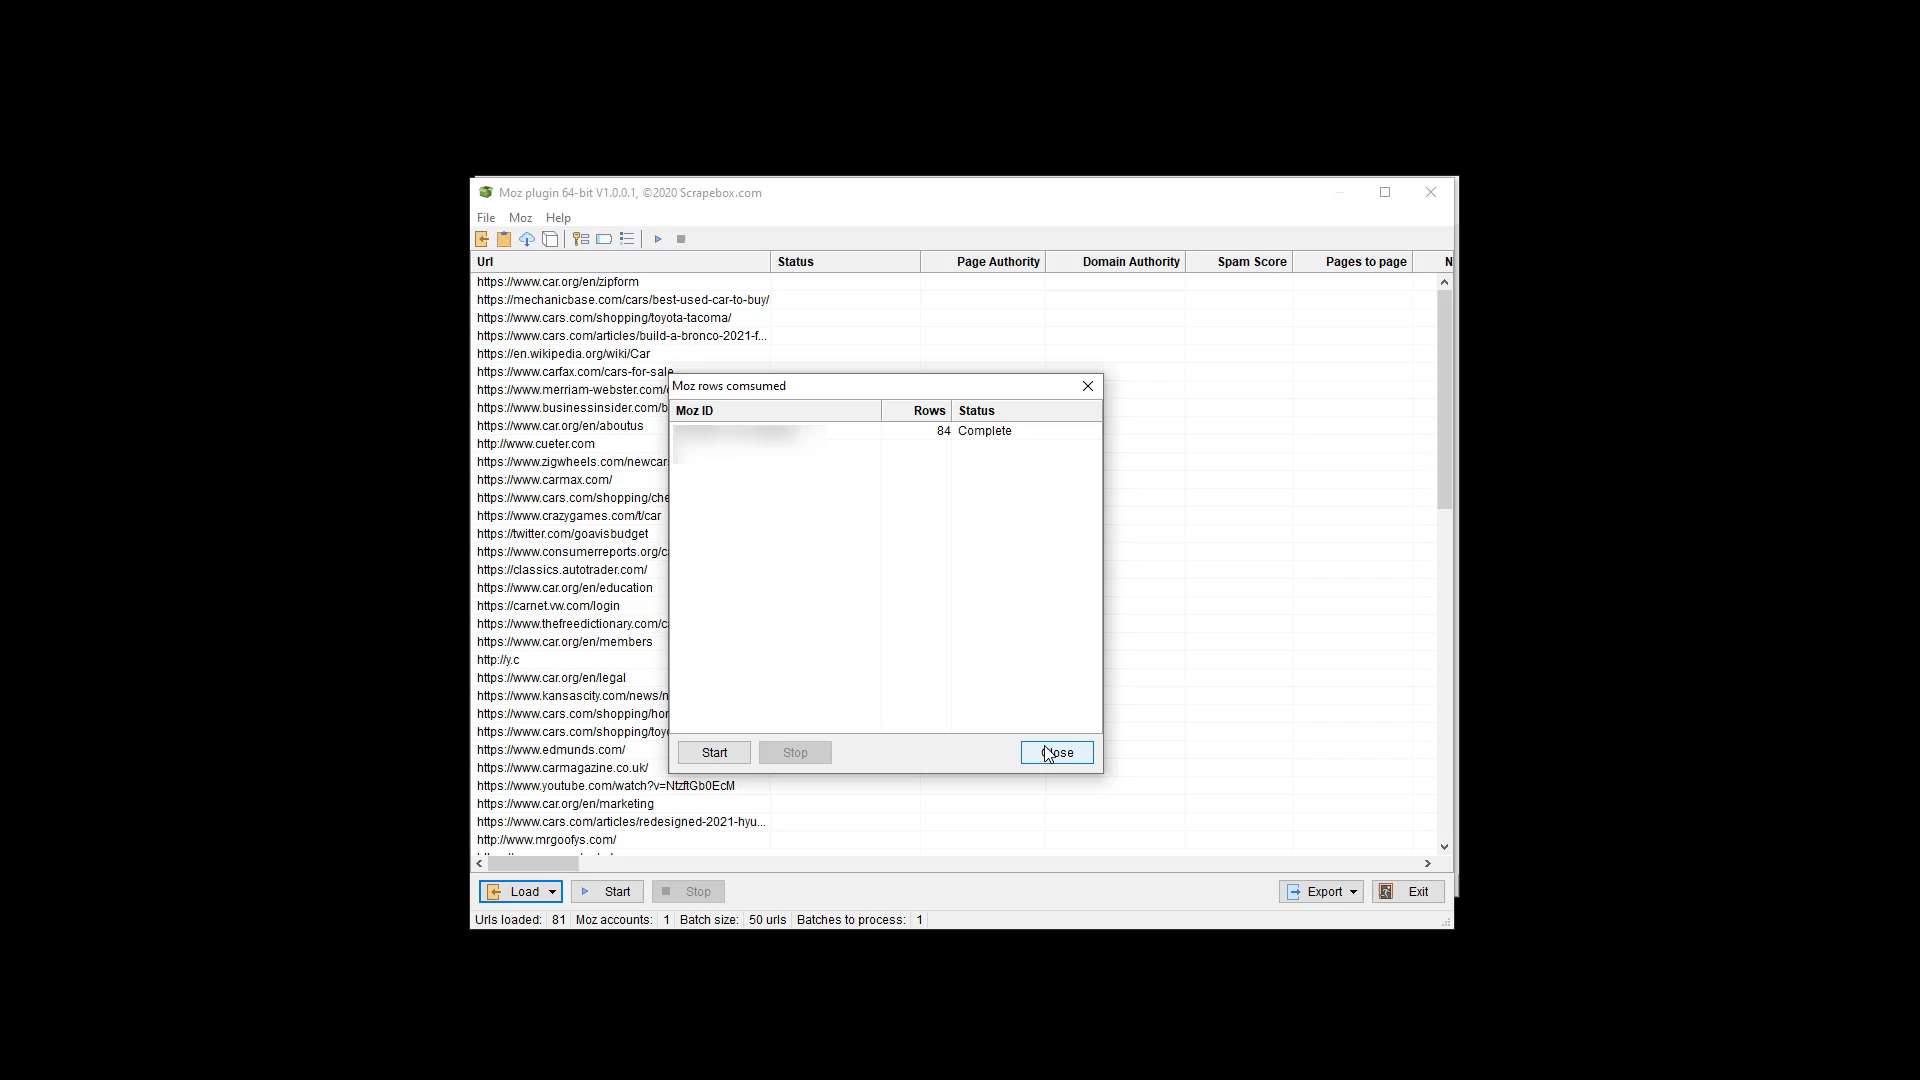 Moz plugin 64-bit V1.0.0.1, ©2020 Scrapebox.com
File Moz Help
Url Status Page Authority Domain Authority Spam Score Pages to page N
https://www.car.org/en/zipform
https://mechanicbase.com/cars/best-used-car-to-buy/
https://www.cars.com/shopping/toyota-tacoma/
https://www.cars.com/articles/build-a-bronco-2021-f...
https://en.wikipedia.org/wiki/Car
https://www.carfax.com/cars-for-sale
https://www.merriam-webster.com/
https://www.businessinsider.com/b
https://www.car.org/en/aboutus
http://www.cueter.com
https://www.zigwheels.com/newcars
https://www.carmax.com/
https://www.cars.com/shopping/che
https://www.crazygames.com/t/car
https://twitter.com/goavisbudget
https://www.consumerreports.org/ca
https://classics.autotrader.com/
https://www.car.org/en/education
https://carnet.vw.com/login
https://www.thefreedictionary.com/ca
https://www.car.org/en/members
http://y.c
https://www.car.org/en/legal
https://www.kansascity.com/news/n
https://www.cars.com/shopping/hon
https://www.cars.com/shopping/toyo
https://www.edmunds.com/
https://www.carmagazine.co.uk/
https://www.youtube.com/watch?v=NtzftGb0EcM
https://www.car.org/en/marketing
https://www.cars.com/articles/redesigned-2021-hyu...
http://www.mrgoofys.com/
Moz rows comsumed
Moz ID Rows Status
84 Complete
Start Stop Close
Load Start Stop Export Exit
Urls loaded: 81 Moz accounts: 1 Batch size: 50 urls Batches to process: 1